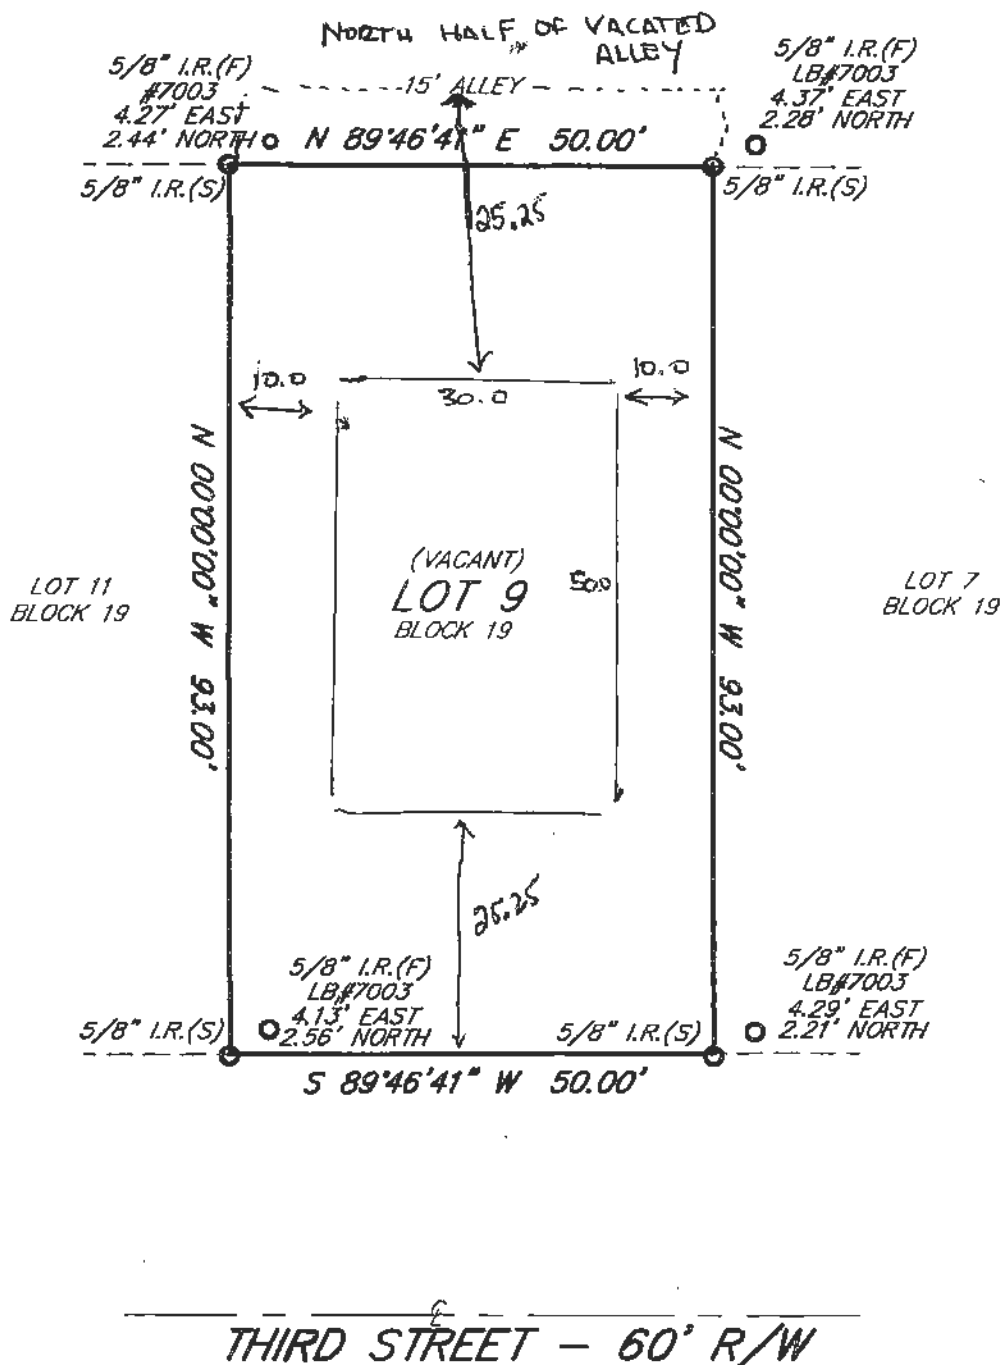 NORTH HALF OF VACATED
ALLEY
5/8" I.R.(F)
#7003
4.27' EAST
2.44' NORTH
15' ALLEY
5/8" I.R.(F)
LB#7003
4.37' EAST
2.28' NORTH
N 89°46'41" E 50.00'
5/8" I.R.(S)
5/8" I.R.(S)
25.25
10.0
30.0
10.0
N 00°00'00" W 93.00'
N 00°00'00" W 93.00'
(VACANT)
LOT 9
BLOCK 19
50.0
LOT 11
BLOCK 19
LOT 7
BLOCK 19
25.25
5/8" I.R.(F)
LB#7003
4.13' EAST
2.56' NORTH
5/8" I.R.(F)
LB#7003
4.29' EAST
2.21' NORTH
5/8" I.R.(S)
5/8" I.R.(S)
S 89°46'41" W 50.00'
℄
THIRD STREET - 60' R/W